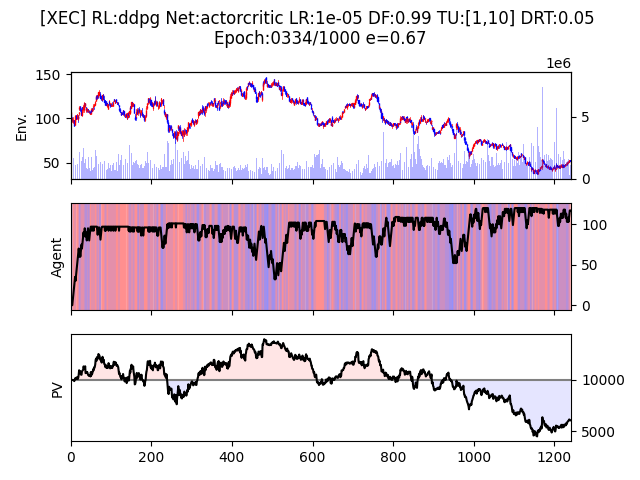 [XEC] RL:ddpg Net:actorcritic LR:1e-05 DF:0.99 TU:[1,10] DRT:0.05
Epoch:0334/1000 e=0.67
1e6
150
100
50
Env.
5
0
Agent
100
50
0
PV
10000
5000
0 200 400 600 800 1000 1200